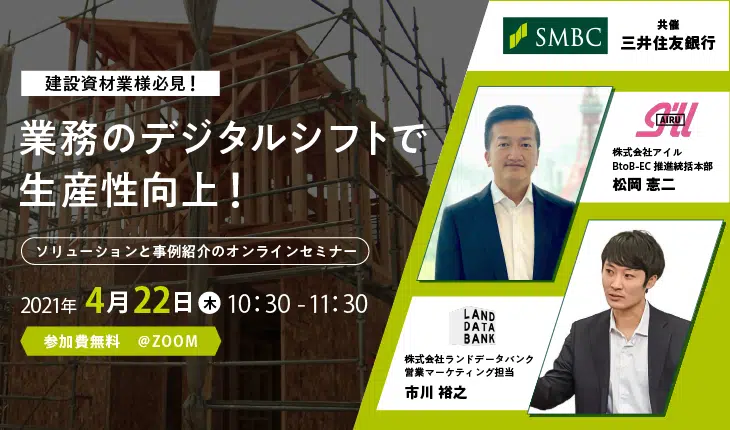 建設資材業様必見！
業務のデジタルシフトで
生産性向上！
ソリューションと事例紹介のオンラインセミナー
2021年 4月22日 木 10：30 - 11：30
参加費無料 @ZOOM
SMBC
共催
三井住友銀行
AIRU
ill
株式会社アイル
BtoB-EC 推進統括本部
松岡 憲二
LAND
DATA
BANK
株式会社ランドデータバンク
営業マーケティング担当
市川 裕之